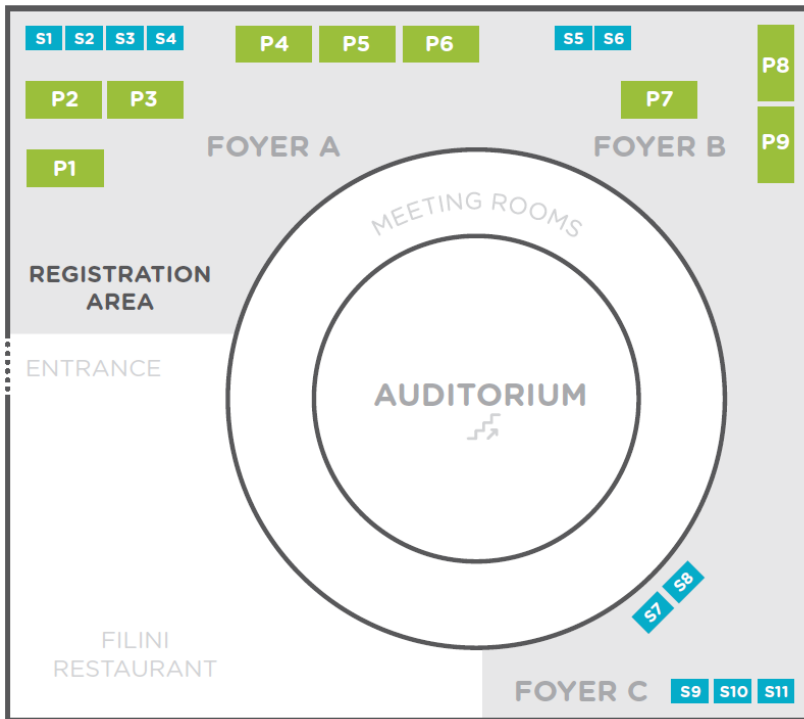 S1 S2 S3 S4
P4 P5 P6
S5 S6
P8
P2 P3
P7
P9
FOYER A
FOYER B
P1
MEETING ROOMS
REGISTRATION
AREA
ENTRANCE
AUDITORIUM
S7 S8
FILINI
RESTAURANT
FOYER C
S9 S10 S11